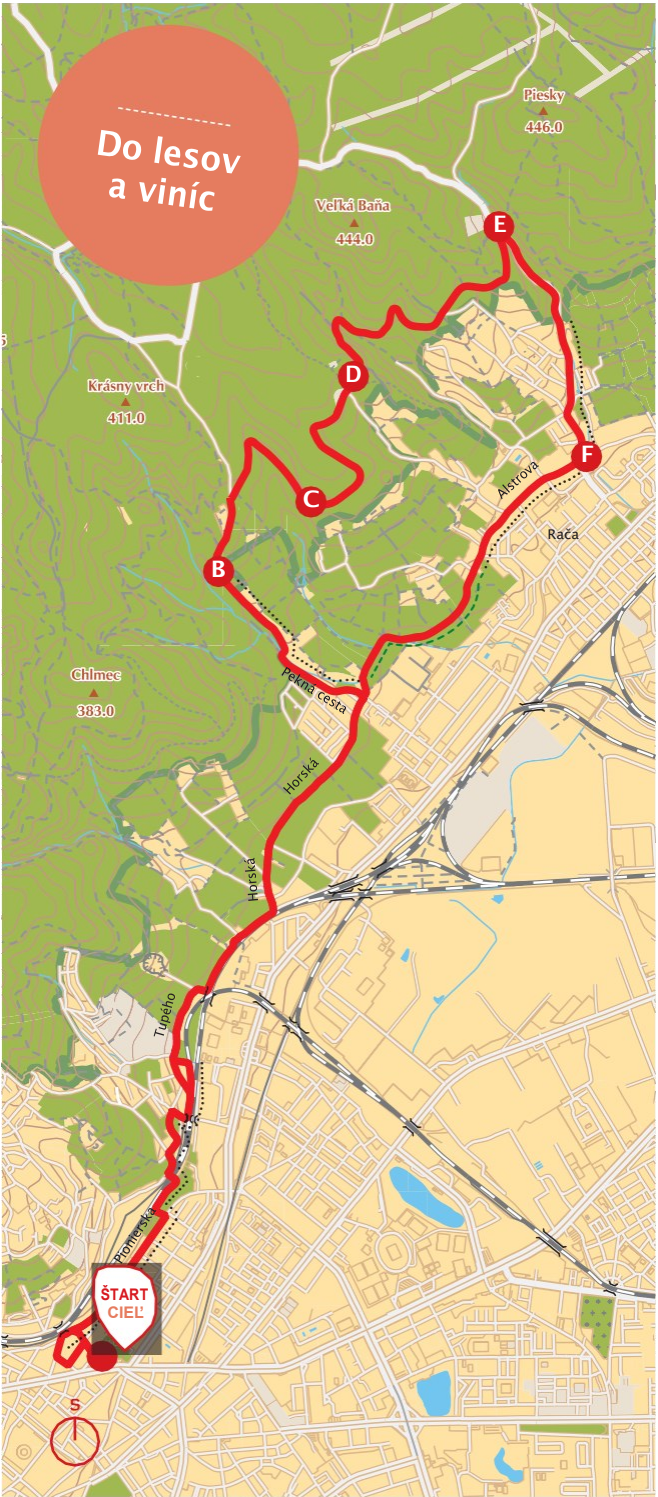 Do lesov
a viníc
Piesky
446.0
Veľká Baňa
444.0
E
5
Krásny vrch
411.0
D
F
Alstrova
C
Rača
B
Chlmec
383.0
Pekná cesta
Horská
Horská
Tupého
Pionierska
ŠTART
CIEĽ
S